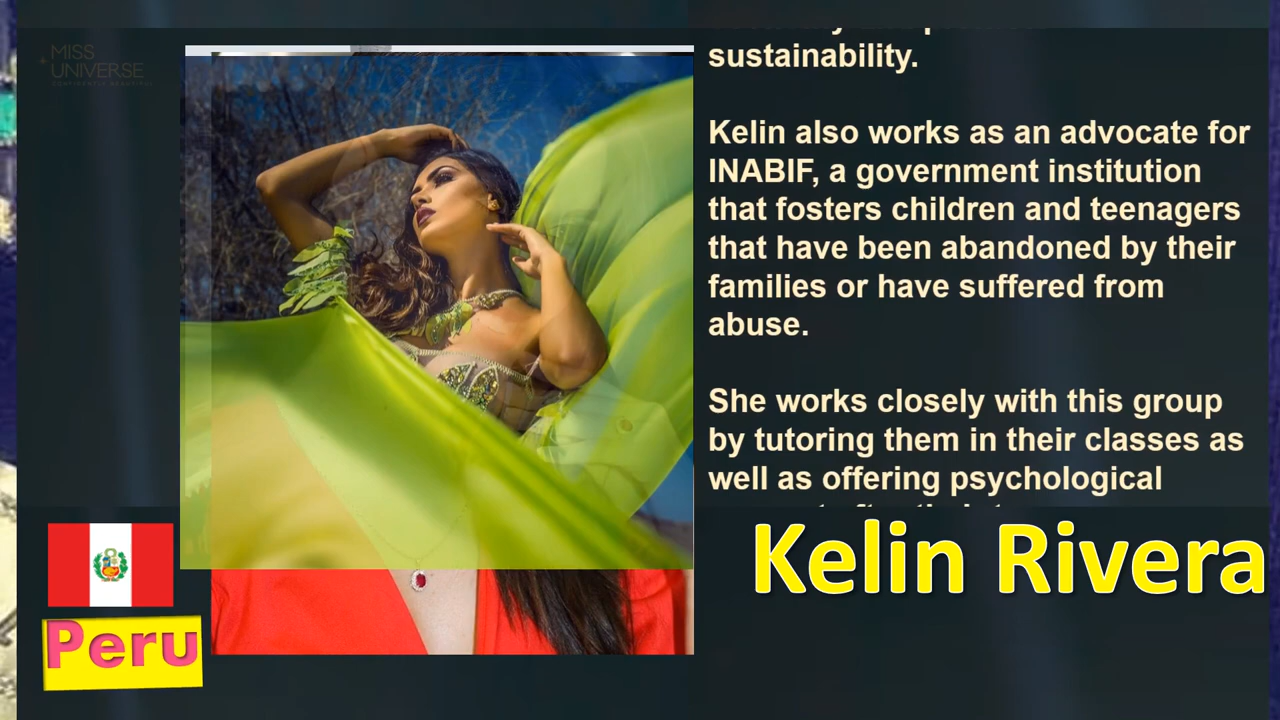 MISS
UNIVERSE
CONFIDENTLY BEAUTIFUL
sustainability.
Kelin also works as an advocate for
INABIF, a government institution
that fosters children and teenagers
that have been abandoned by their
families or have suffered from
abuse.
She works closely with this group
by tutoring them in their classes as
well as offering psychological
Kelin Rivera
Peru